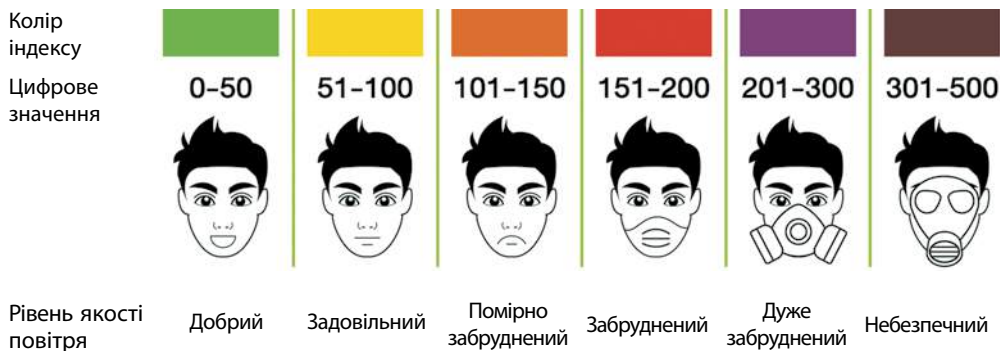 Колір
індексу
0–50 51–100 101–150 151–200 201–300 301–500
Цифрове
значення
Рівень якості
повітря
Добрий
Задовільний
Помірно
забруднений
Забруднений
Дуже
забруднений
Небезпечний